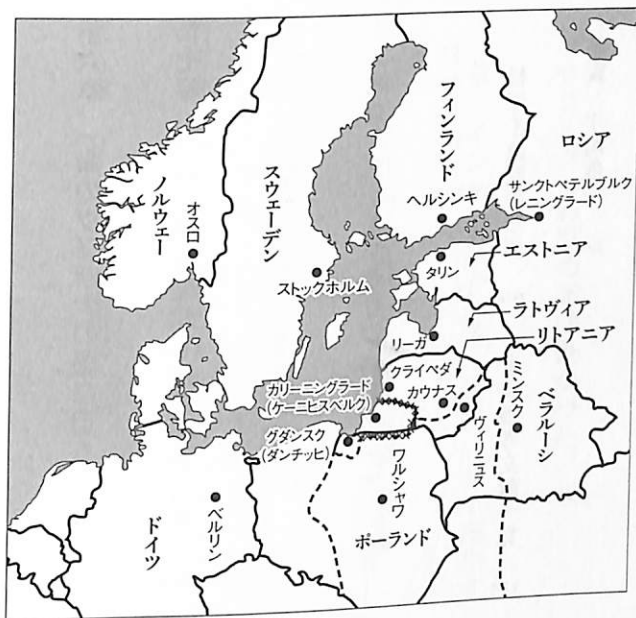 フィンランド
ロシア
スウェーデン
ノルウェー
オスロ
ヘルシンキ
サンクトペテルブルク
(レニングラード)
タリン
エストニア
ストックホルム
ラトヴィア
リーガ
リトアニア
クライペダ
カウナス
ミンスク
ベラルーシ
カリーニングラード
(ケーニヒスベルク)
ヴィリニュス
グダンスク
(ダンチッヒ)
ワルシャワ
ポーランド
ベルリン
ドイツ